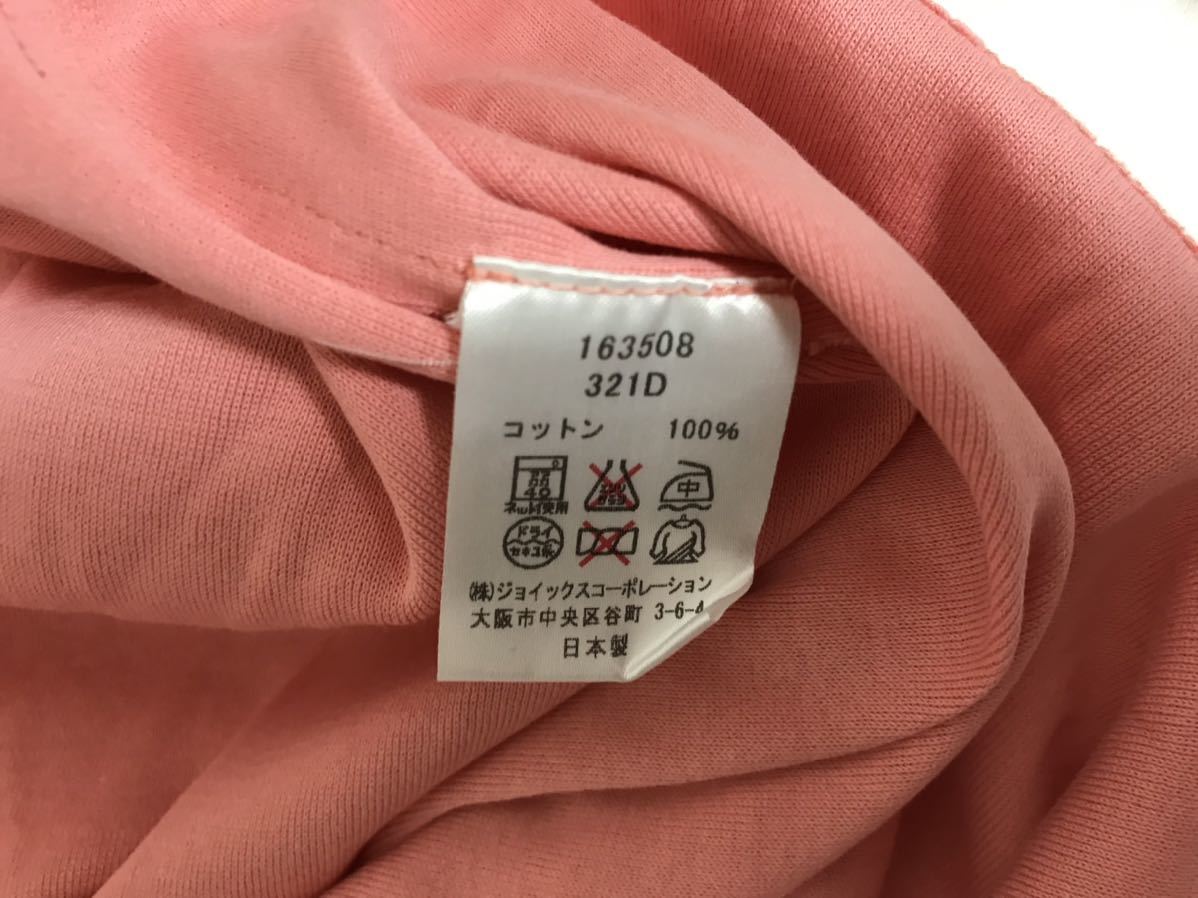 163508
321D
コットン 100%
40 中
ネット使用
ドライ
セキユ系
(株)ジョイックスコーポレーション
大阪市中央区谷町 3-6-4
日本製